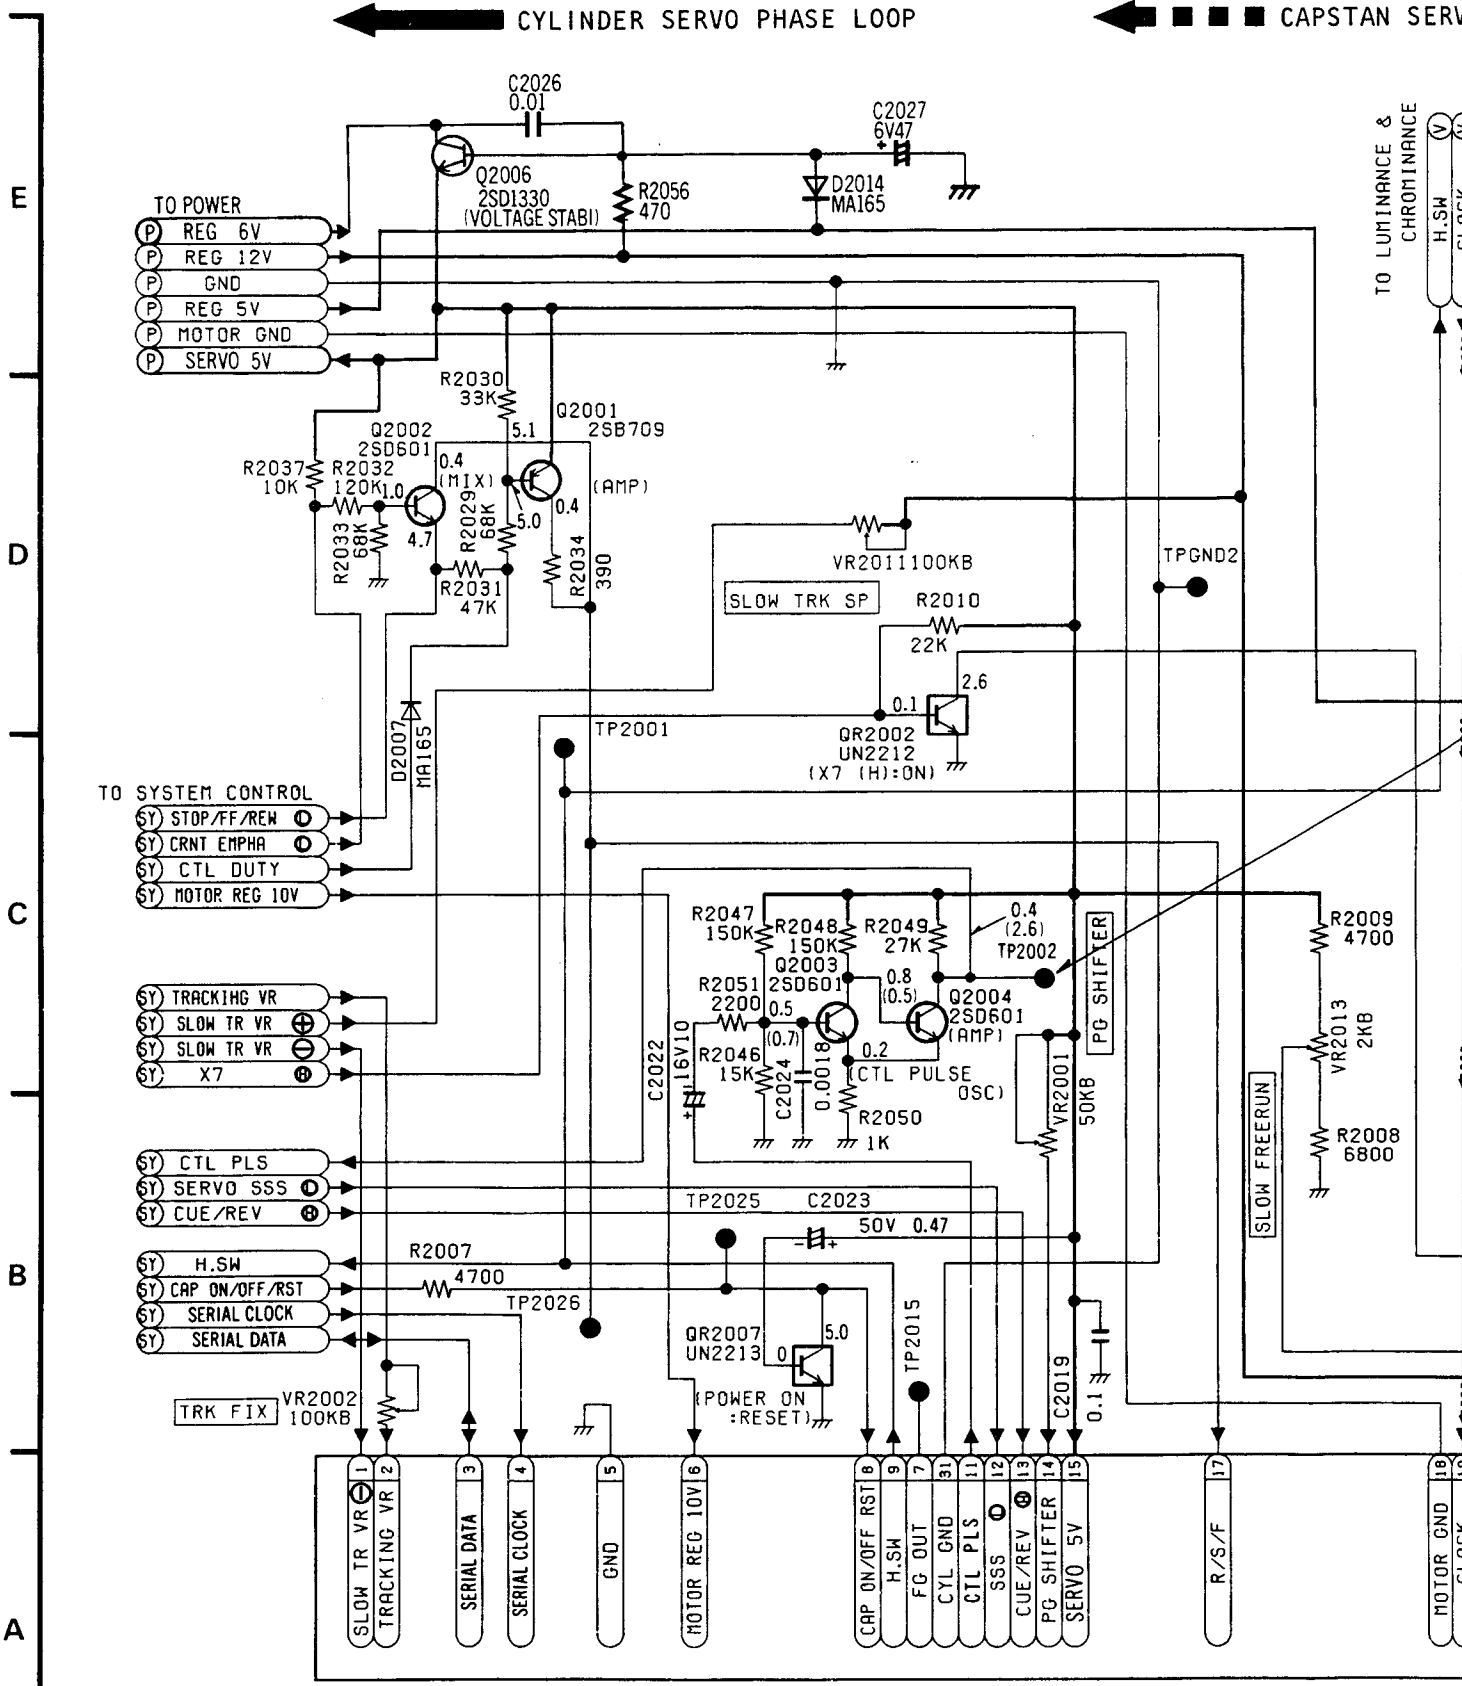 CYLINDER SERVO PHASE LOOP
CAPSTAN SERV
C2026
0.01
C2027
6V47
+
Q2006
2SD1330
(VOLTAGE STABI)
R2056
470
D2014
MA165
TO LUMINANCE &
CHROMINANCE
H.SW
V
E
TO POWER
P REG 6V
P REG 12V
P GND
P REG 5V
P MOTOR GND
P SERVO 5V
R2030
33K
Q2001
2SB709
5.1
Q2002
2SD601
0.4
(MIX)
(AMP)
R2037
10K
R2032
120K
1.0
R2033
68K
4.7
R2029
68K
5.0
0.4
R2034
390
R2031
47K
D
VR2011 100KB
SLOW TRK SP
TPGND2
R2010
22K
2.6
0.1
QR2002
UN2212
(X7 (H):ON)
TP2001
D2007
MA165
TO SYSTEM CONTROL
SY STOP/FF/REW L
SY CRNT EMPHA L
SY CTL DUTY
SY MOTOR REG 10V
C
R2047
150K
R2048
150K
R2049
27K
0.4
(2.6)
TP2002
PG SHIFTER
R2009
4700
Q2003
2SD601
R2051
2200
0.5
(0.7)
0.8
(0.5)
Q2004
2SD601
(AMP)
SY TRACKIHG VR
SY SLOW TR VR +
SY SLOW TR VR −
SY X7 H
C2022
16V10
+
R2046
15K
C2024
0.0018
0.2
(CTL PULSE
OSC)
R2050
1K
VR2001
50KB
VR2013
2KB
SLOW FREERUN
R2008
6800
SY CTL PLS
SY SERVO SSS L
SY CUE/REV H
TP2025
C2023
50V 0.47
− +
B
SY H.SW
SY CAP ON/OFF/RST
SY SERIAL CLOCK
SY SERIAL DATA
R2007
4700
TP2026
QR2007
UN2213
0
5.0
(POWER ON
:RESET)
TP2015
C2019
0.1
TRK FIX
VR2002
100KB
A
1 SLOW TR VR −
2 TRACKING VR
3 SERIAL DATA
4 SERIAL CLOCK
5 GND
6 MOTOR REG 10V
8 CAP ON/OFF RST
9 H.SW
7 FG OUT
31 CYL GND
11 CTL PLS
12 SSS L
13 CUE/REV H
14 PG SHIFTER
15 SERVO 5V
17 R/S/F
18 MOTOR GND